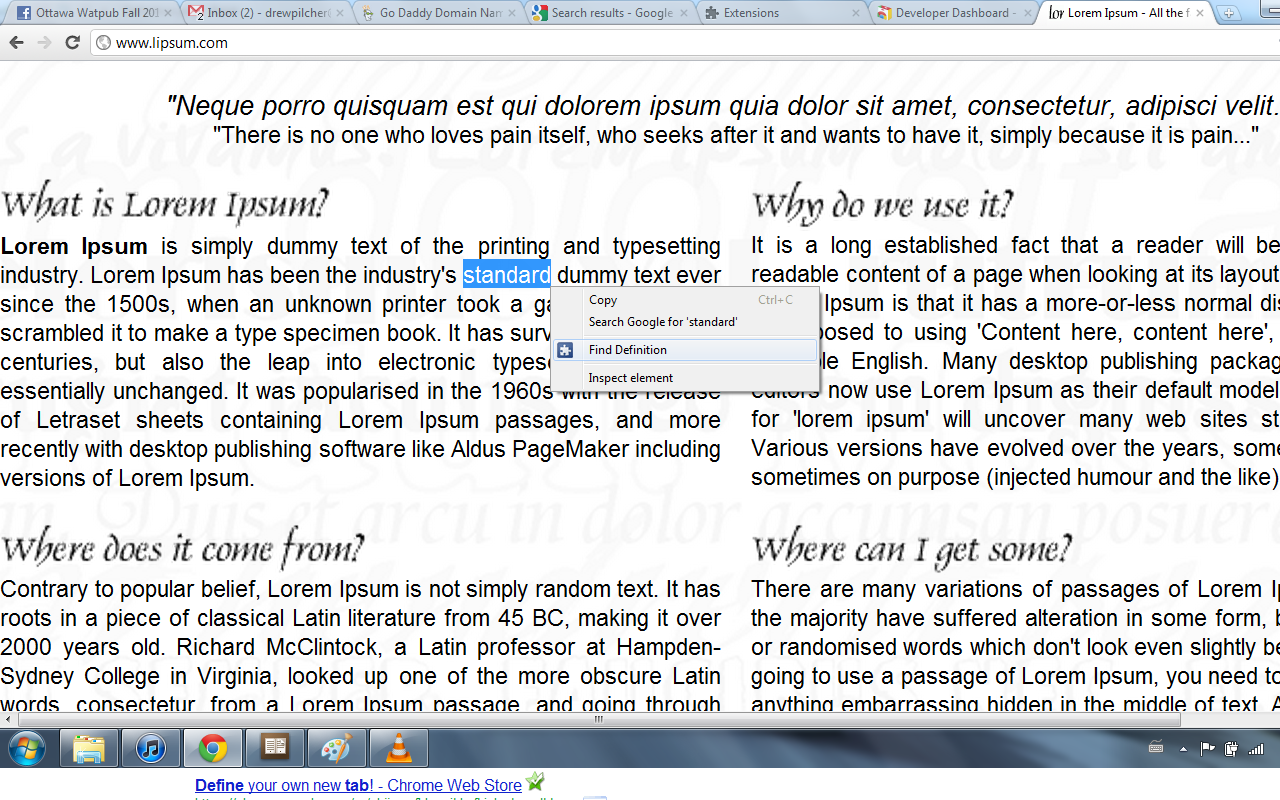 Ottawa Watpub Fall 201
Inbox (2) - drewpilcher@
Go Daddy Domain Nam
Search results - Google
Extensions
Developer Dashboard -
Lorem Ipsum - All the f
www.lipsum.com
"Neque porro quisquam est qui dolorem ipsum quia dolor sit amet, consectetur, adipisci velit.
"There is no one who loves pain itself, who seeks after it and wants to have it, simply because it is pain..."
What is Lorem Ipsum?
Lorem Ipsum is simply dummy text of the printing and typesetting
industry. Lorem Ipsum has been the industry's standard dummy text ever
since the 1500s, when an unknown printer took a ga
scrambled it to make a type specimen book. It has surv
centuries, but also the leap into electronic types
essentially unchanged. It was popularised in the 1960s with the release
of Letraset sheets containing Lorem Ipsum passages, and more
recently with desktop publishing software like Aldus PageMaker including
versions of Lorem Ipsum.
Copy Ctrl+C
Search Google for 'standard'
Find Definition
Inspect element
Why do we use it?
It is a long established fact that a reader will be
readable content of a page when looking at its layout
Ipsum is that it has a more-or-less normal dis
posed to using 'Content here, content here',
le English. Many desktop publishing packag
editors now use Lorem Ipsum as their default model
for 'lorem ipsum' will uncover many web sites st
Various versions have evolved over the years, some
sometimes on purpose (injected humour and the like)
Where does it come from?
Contrary to popular belief, Lorem Ipsum is not simply random text. It has
roots in a piece of classical Latin literature from 45 BC, making it over
2000 years old. Richard McClintock, a Latin professor at Hampden-
Sydney College in Virginia, looked up one of the more obscure Latin
words, consectetur, from a Lorem Ipsum passage, and going through
Where can I get some?
There are many variations of passages of Lorem Ip
the majority have suffered alteration in some form, b
or randomised words which don't look even slightly be
going to use a passage of Lorem Ipsum, you need to
anything embarrassing hidden in the middle of text. A
Define your own new tab! - Chrome Web Store